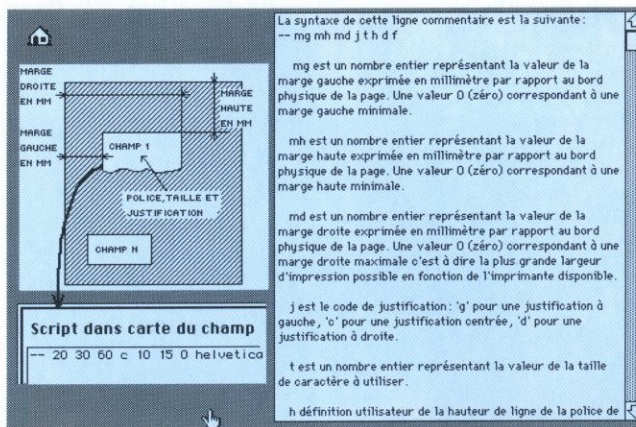 MARGE
DROITE
EN MM
MARGE
HAUTE
EN MM
MARGE
GAUCHE
EN MM
CHAMP 1
POLICE, TAILLE ET
JUSTIFICATION
CHAMP N
Script dans carte du champ
-- 20 30 60 c 10 15 0 helvetica
La syntaxe de cette ligne commentaire est la suivante :
-- mg mh md j t h d f
mg est un nombre entier représentant la valeur de la
marge gauche exprimée en millimètre par rapport au bord
physique de la page. Une valeur 0 (zéro) correspondant à une
marge gauche minimale.
mh est un nombre entier représentant la valeur de la
marge haute exprimée en millimètre par rapport au bord
physique de la page. Une valeur 0 (zéro) correspondant à une
marge haute minimale.
md est un nombre entier représentant la valeur de la
marge droite exprimée en millimètre par rapport au bord
physique de la page. Une valeur 0 (zéro) correspondant à une
marge droite maximale c'est à dire la plus grande largeur
d'impression possible en fonction de l'imprimante disponible.
j est le code de justification : 'g' pour une justification à
gauche, 'c' pour une justification centrée, 'd' pour une
justification à droite.
t est un nombre entier représentant la valeur de la taille
de caractère à utiliser.
h définition utilisateur de la hauteur de ligne de la police de